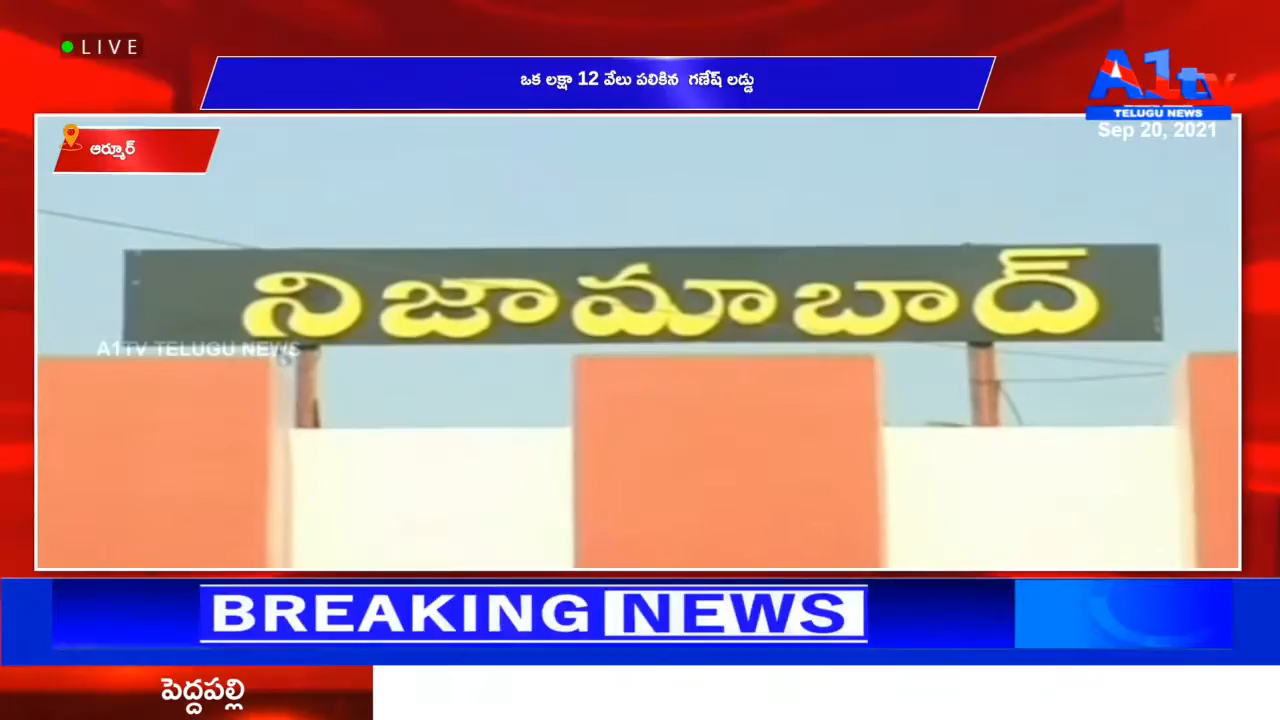 LIVE
ఒక లక్షా 12 వేలు పలికిన గణేష్ లడ్డు
A1tv
TELUGU NEWS
Sep 20, 2021
ఆర్మూర్
నిజామాబాద్
A1TV TELUGU NEWS
BREAKING NEWS
పెద్దపల్లి